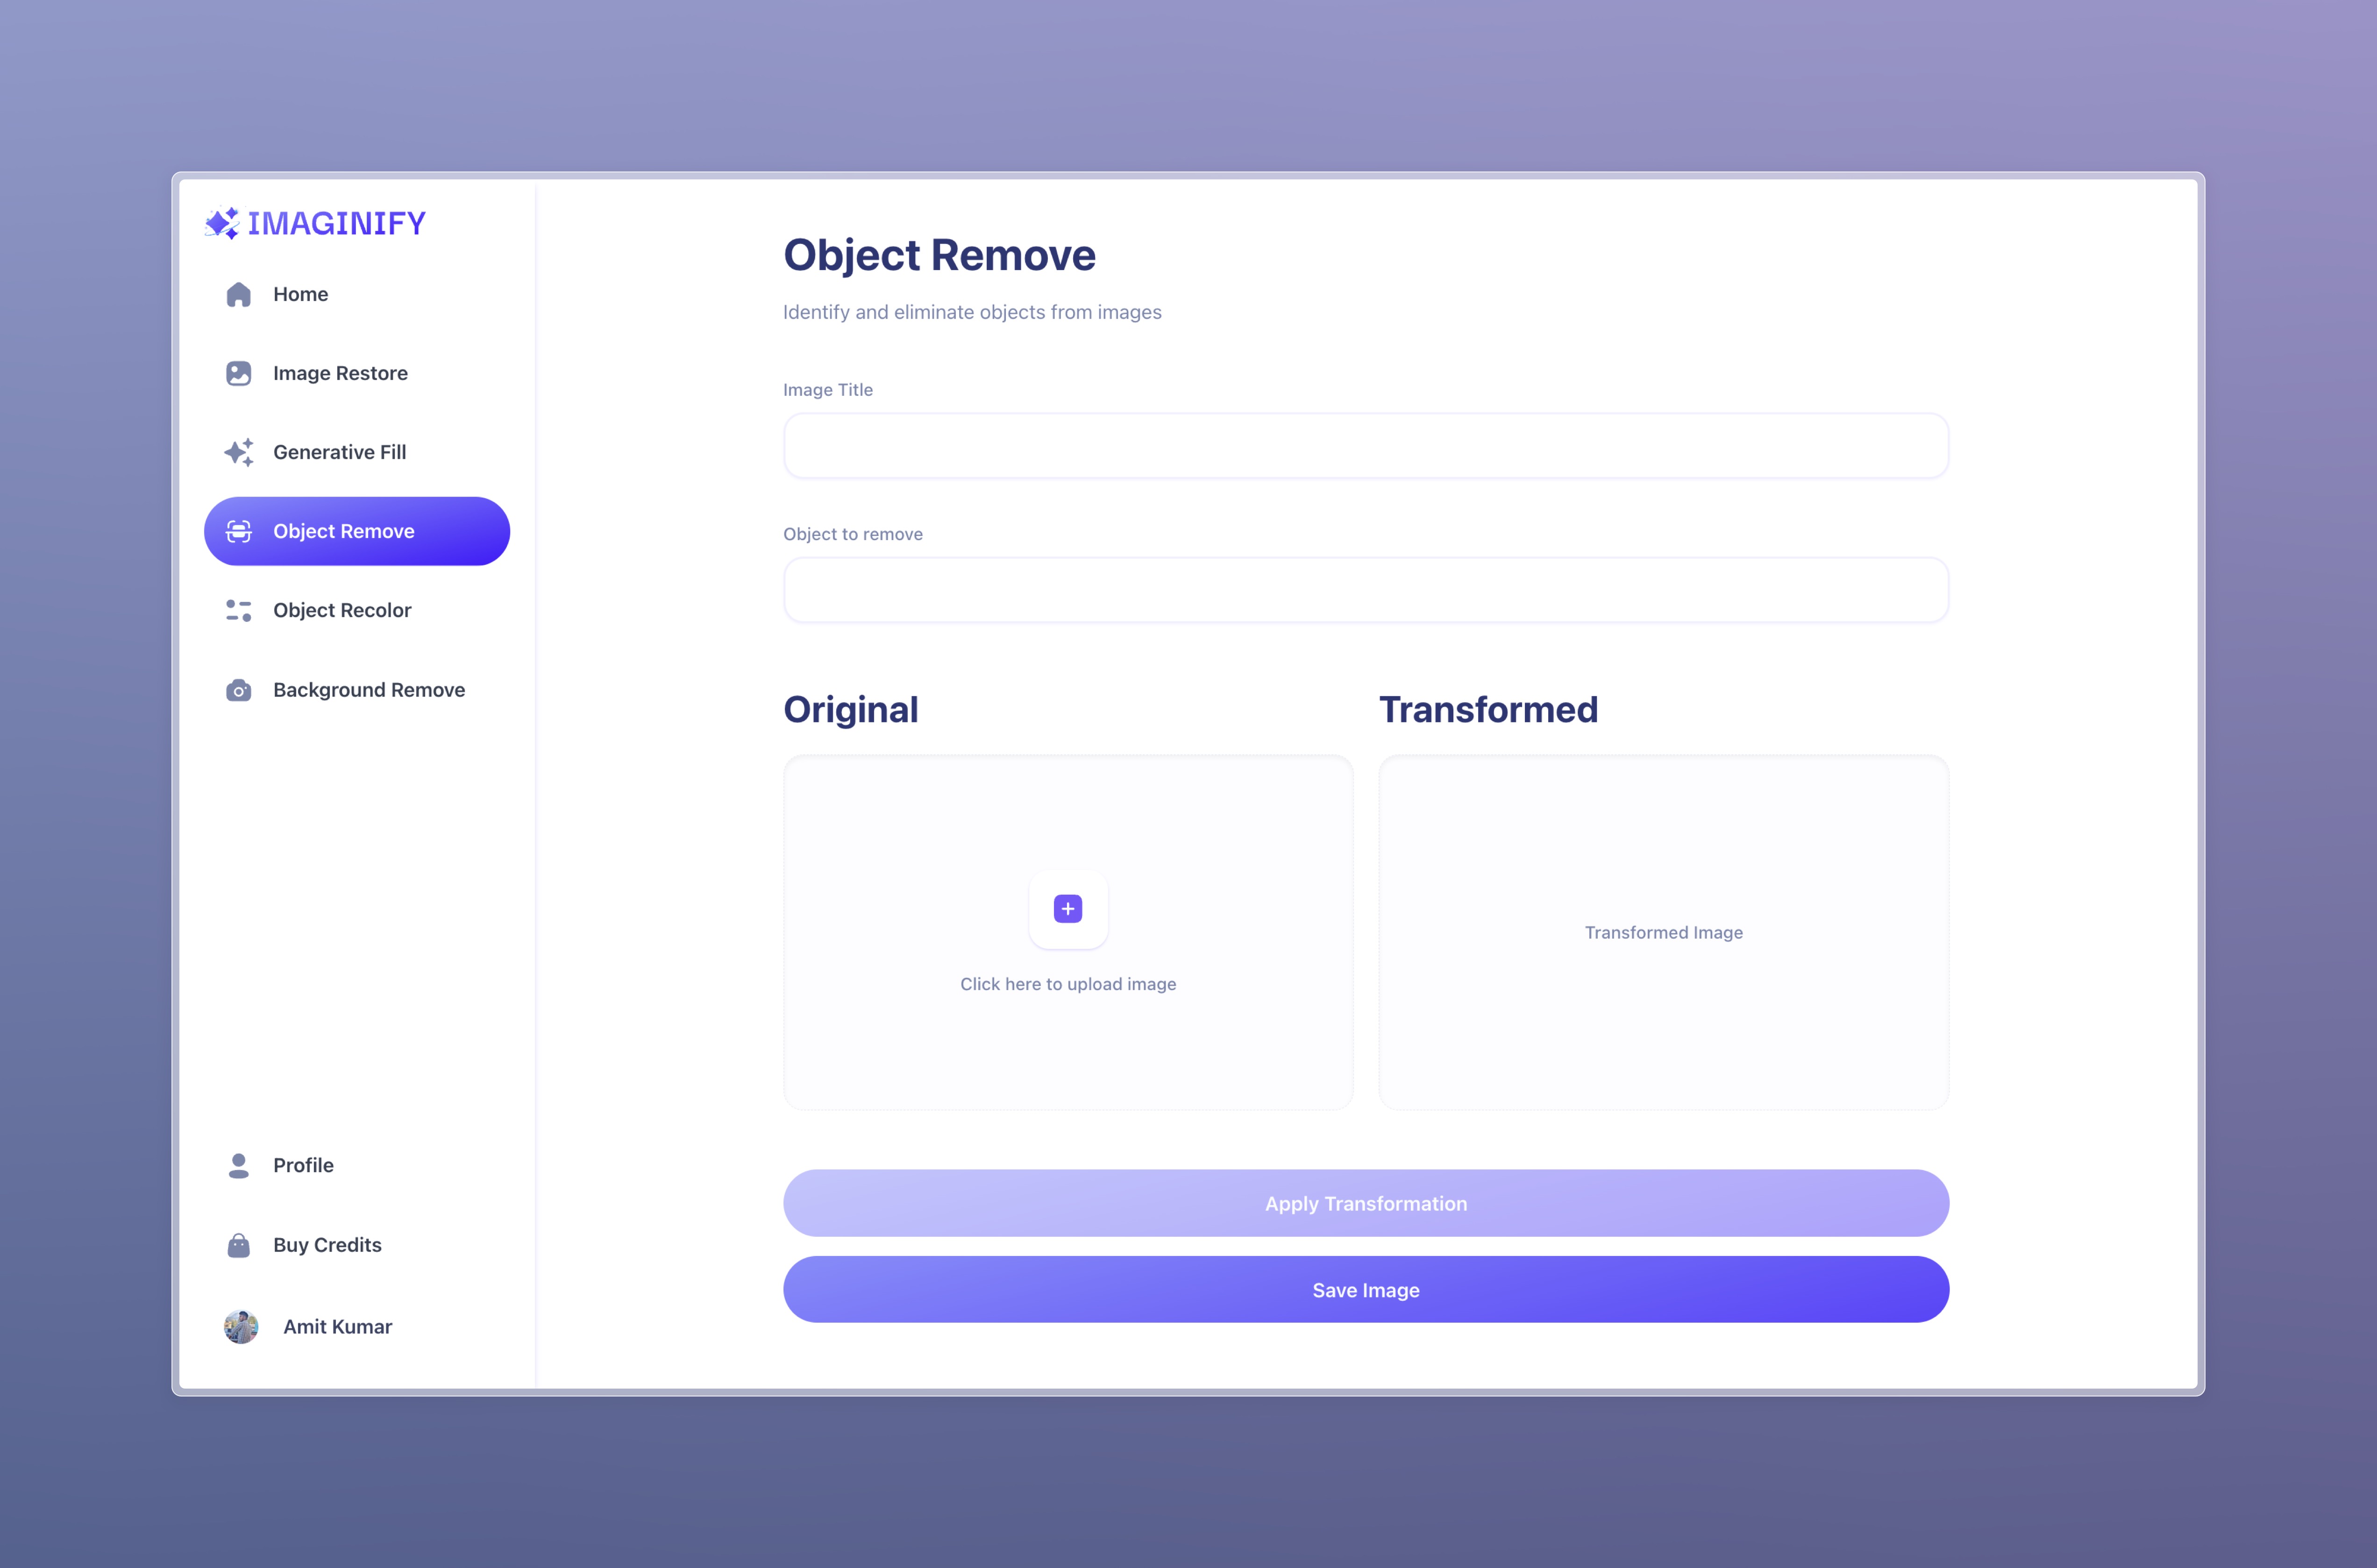 IMAGINIFY
Home
Image Restore
Generative Fill
Object Remove
Object Recolor
Background Remove
Profile
Buy Credits
Amit Kumar
Object Remove
Identify and eliminate objects from images
Image Title
Object to remove
Original
Click here to upload image
Transformed
Transformed Image
Apply Transformation
Save Image